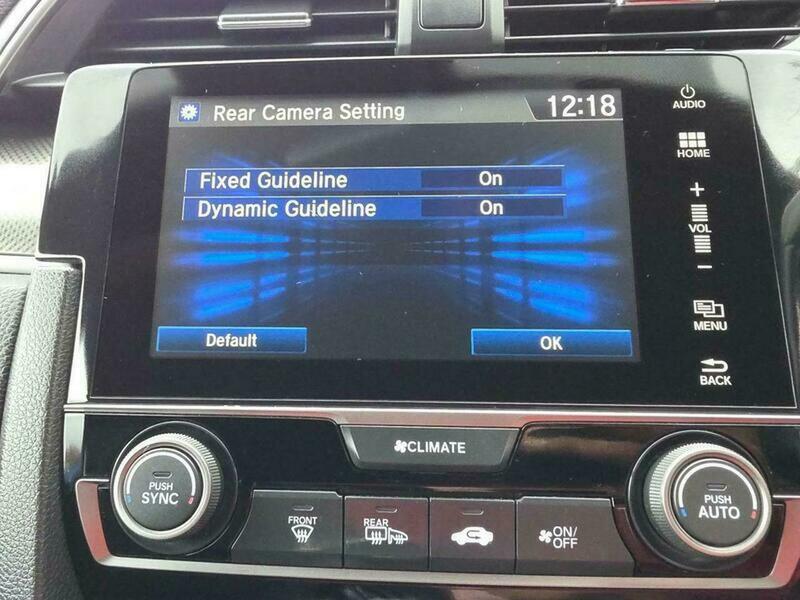 Rear Camera Setting
12:18
Fixed Guideline
On
Dynamic Guideline
On
Default
OK
AUDIO
HOME
+
VOL
−
MENU
BACK
CLIMATE
PUSH
SYNC
FRONT
REAR
ON/
OFF
PUSH
AUTO